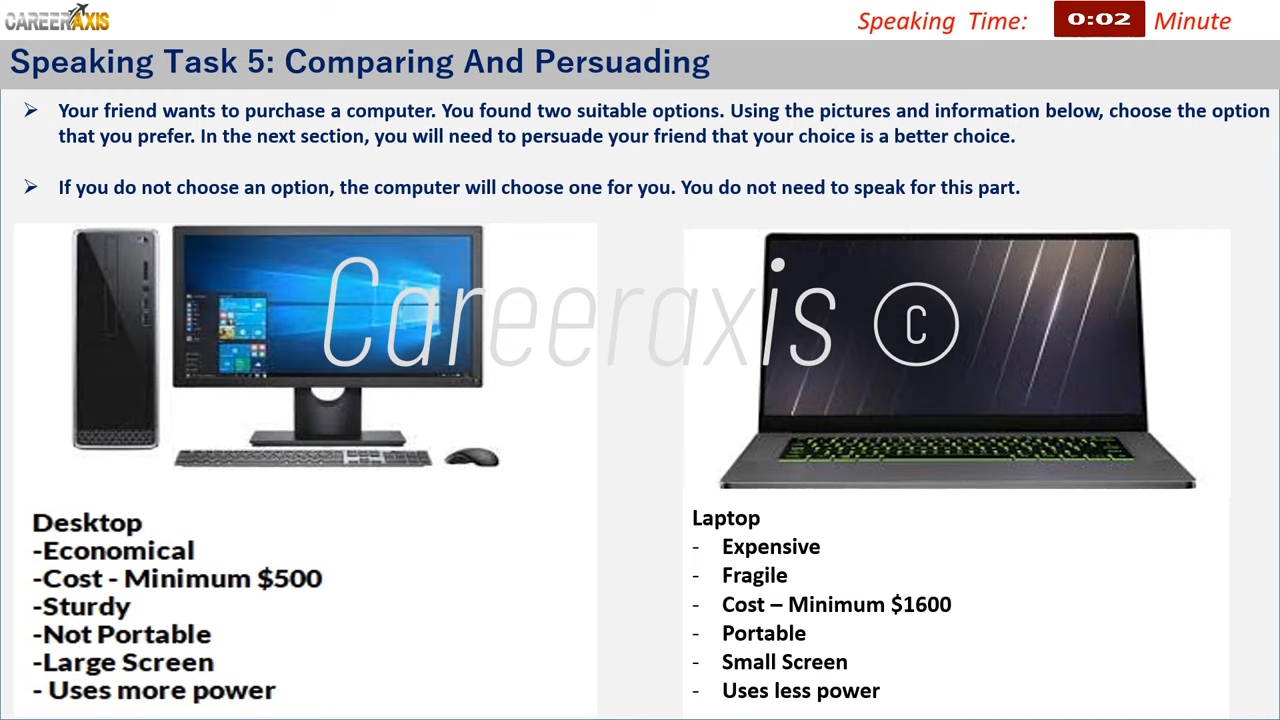 CAREERAXIS
Speaking Time: 0:02 Minute
Speaking Task 5: Comparing And Persuading
➢ Your friend wants to purchase a computer. You found two suitable options. Using the pictures and information below, choose the option
that you prefer. In the next section, you will need to persuade your friend that your choice is a better choice.
➢ If you do not choose an option, the computer will choose one for you. You do not need to speak for this part.
Careeraxis ©
Desktop
-Economical
-Cost - Minimum $500
-Sturdy
-Not Portable
-Large Screen
- Uses more power
Laptop
- Expensive
- Fragile
- Cost – Minimum $1600
- Portable
- Small Screen
- Uses less power